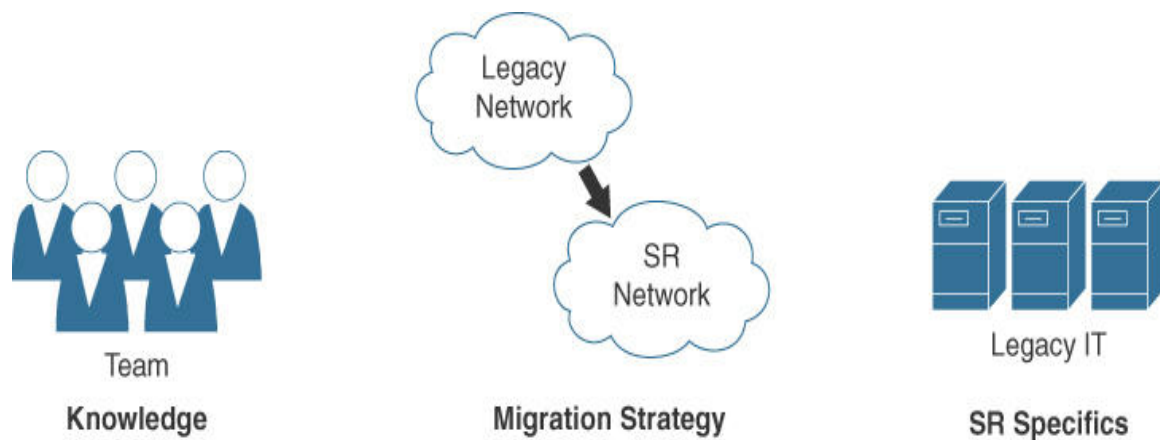 Legacy
Network
SR
Network
Team
Legacy IT
Knowledge
Migration Strategy
SR Specifics